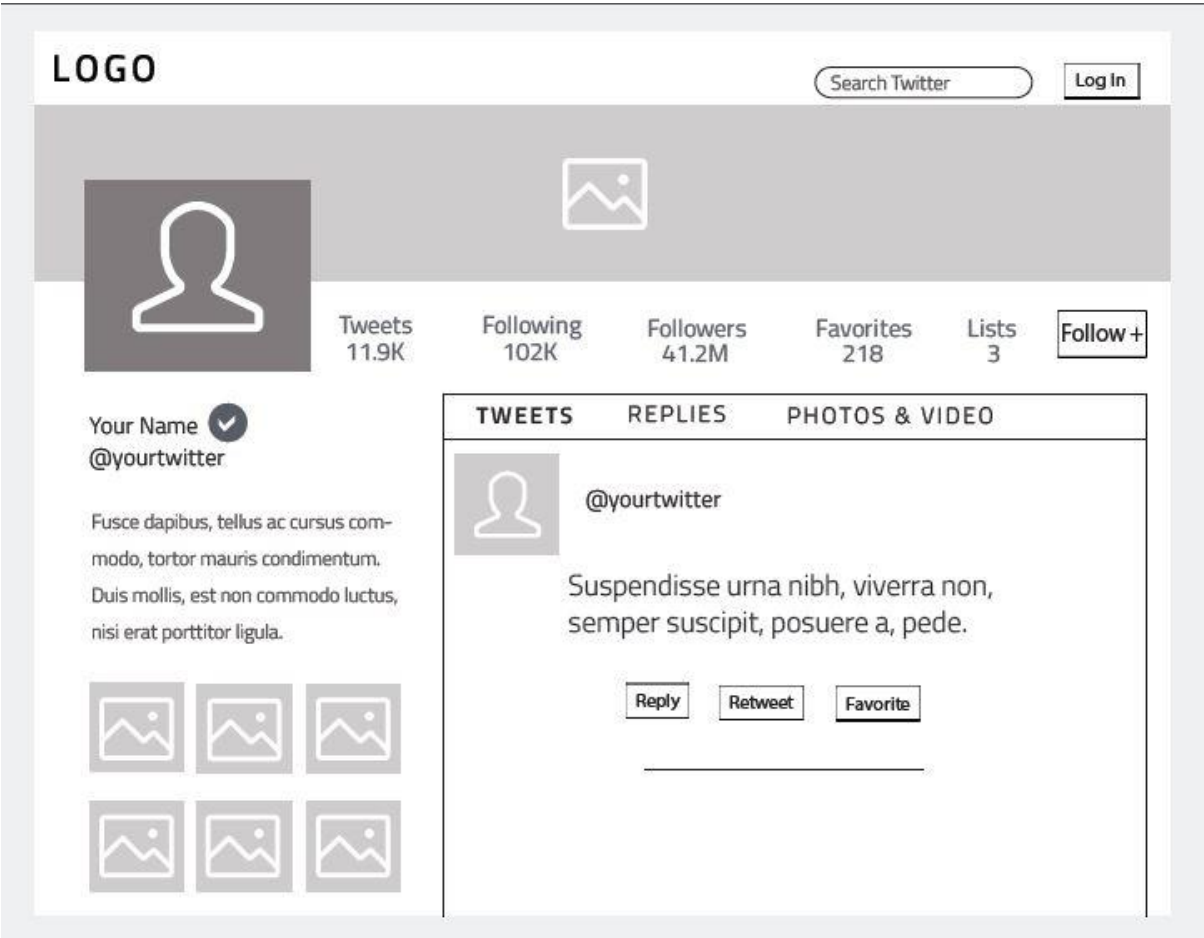 LOGO
Search Twitter
Log In
Tweets
11.9K
Following
102K
Followers
41.2M
Favorites
218
Lists
3
Follow +
Your Name
@yourtwitter
Fusce dapibus, tellus ac cursus com-
modo, tortor mauris condimentum.
Duis mollis, est non commodo luctus,
nisi erat porttitor ligula.
TWEETS REPLIES PHOTOS & VIDEO
@yourtwitter
Suspendisse urna nibh, viverra non,
semper suscipit, posuere a, pede.
Reply Retweet Favorite